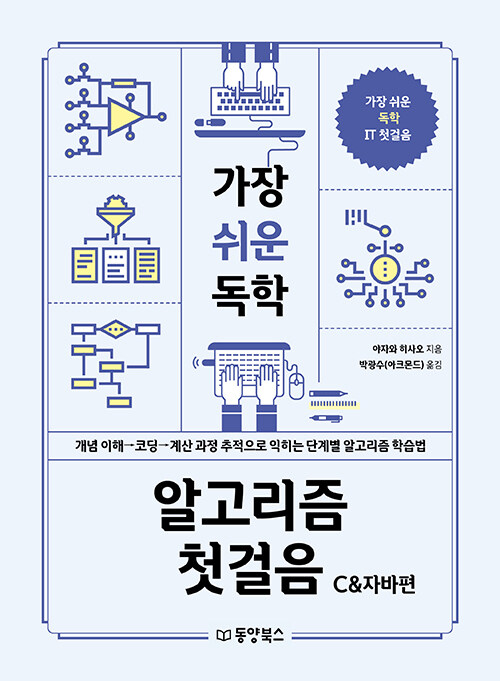 가장 쉬운
독학
IT 첫걸음
가장
쉬운
독학
야자와 히사오 지음
박광수(아크몬드) 옮김
개념 이해→코딩→계산 과정 추적으로 익히는 단계별 알고리즘 학습법
알고리즘
첫걸음 C&자바편
동양북스